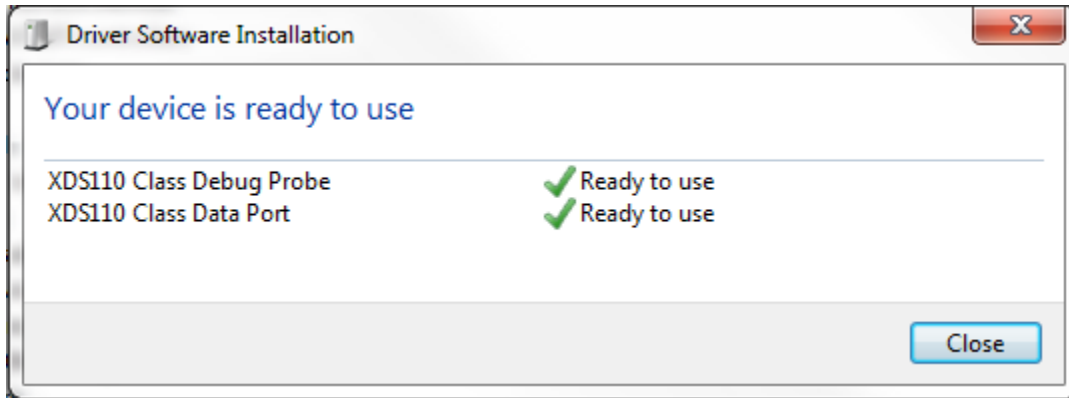 Driver Software Installation
Your device is ready to use
XDS110 Class Debug Probe Ready to use
XDS110 Class Data Port Ready to use
Close